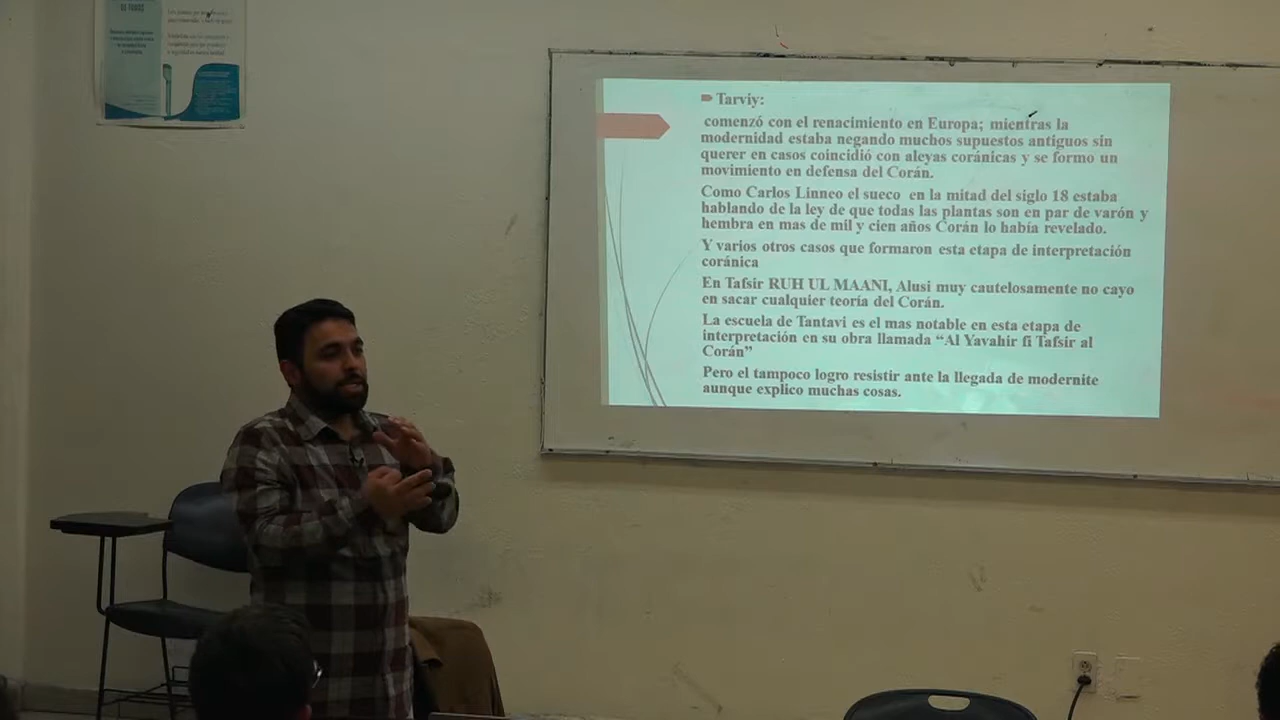 DE TODOS
Tarviy:
comenzó con el renacimiento en Europa; mientras la
modernidad estaba negando muchos supuestos antiguos sin
querer en casos coincidió con aleyas coránicas y se formo un
movimiento en defensa del Corán.
Como Carlos Linneo el sueco en la mitad del siglo 18 estaba
hablando de la ley de que todas las plantas son en par de varón y
hembra en mas de mil y cien años Corán lo había revelado.
Y varios otros casos que formaron esta etapa de interpretación
coránica
En Tafsir RUH UL MAANI, Alusi muy cautelosamente no cayo
en sacar cualquier teoría del Corán.
La escuela de Tantavi es el mas notable en esta etapa de
interpretación en su obra llamada “Al Yavahir fi Tafsir al
Corán”
Pero el tampoco logro resistir ante la llegada de modernite
aunque explico muchas cosas.